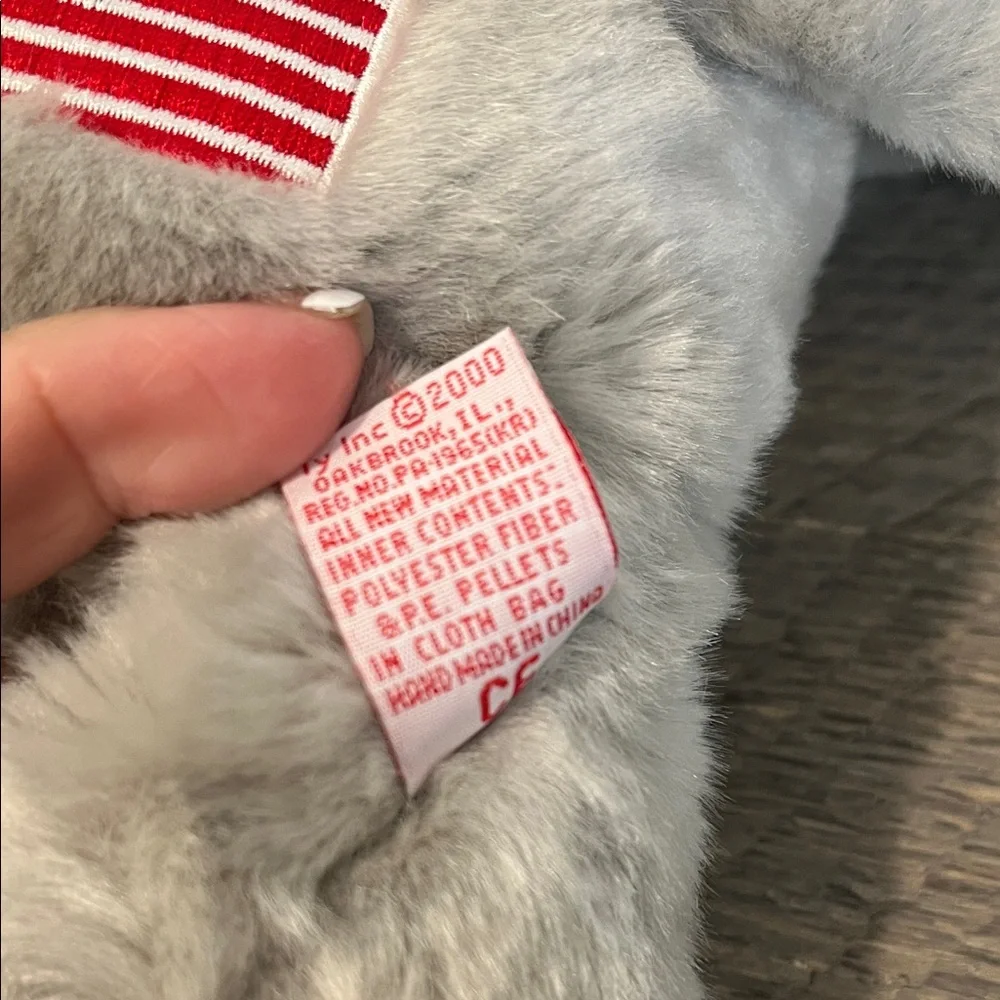 Ty Inc ©2000
OAKBROOK, IL.,
REG.NO.PA-1965(KR)
ALL NEW MATERIAL
INNER CONTENTS-
POLYESTER FIBER
& P.E. PELLETS
IN CLOTH BAG
HAND MADE IN CHINA
CE